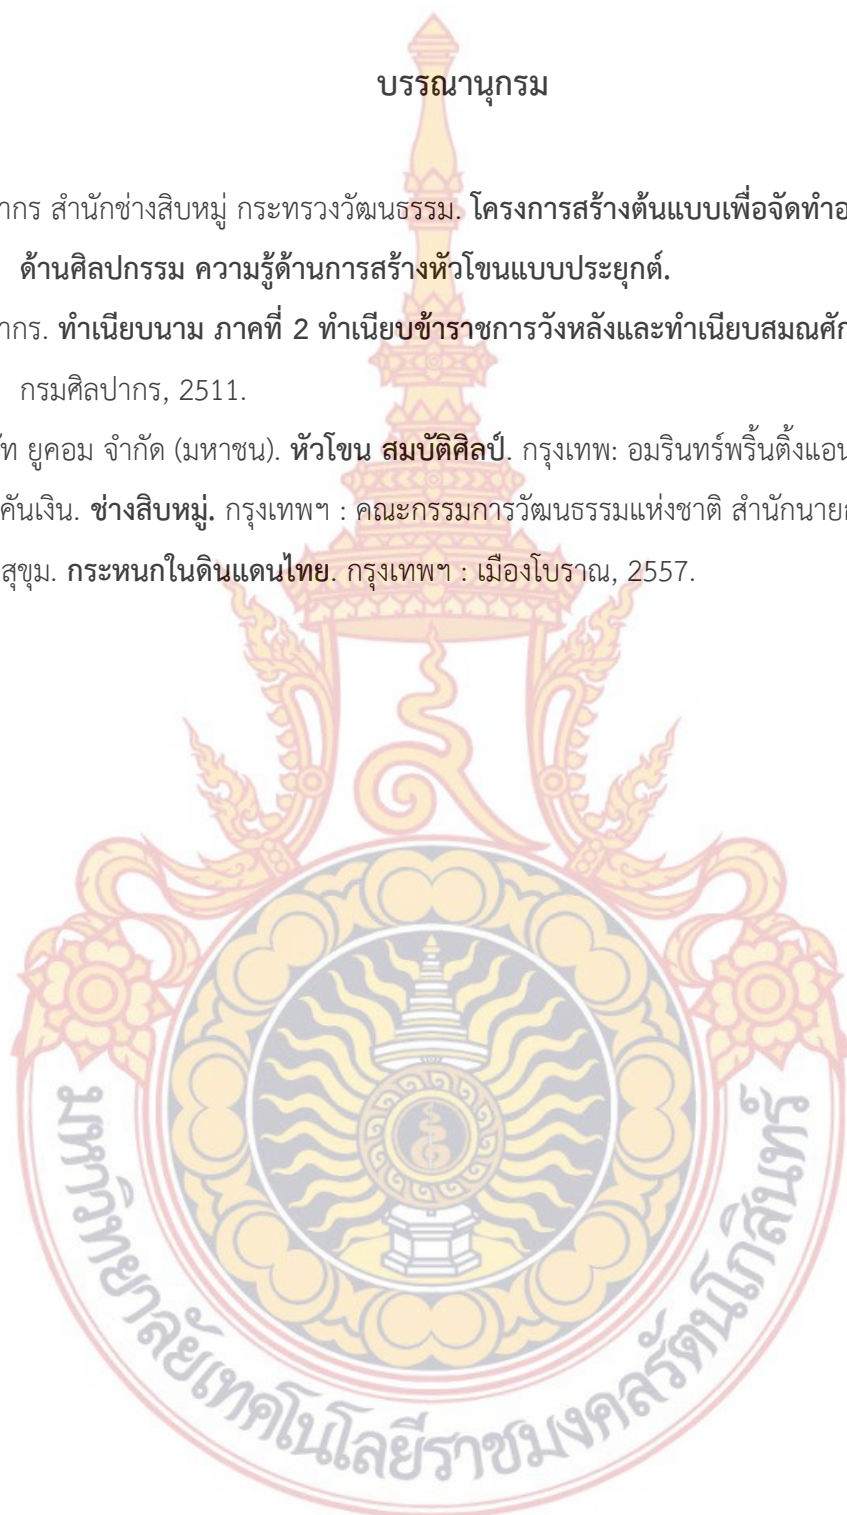 บรรณานุกรม
ากร สำนักช่างสิบหมู่ กระทรวงวัฒนธรรม. โครงการสร้างต้นแบบเพื่อจัดทำอ
ด้านศิลปกรรม ความรู้ด้านการสร้างหัวโขนแบบประยุกต์.
ากร. ทำเนียบนาม ภาคที่ 2 ทำเนียบข้าราชการวังหลังและทำเนียบสมณศัก
กรมศิลปากร, 2511.
ัท ยูคอม จำกัด (มหาชน). หัวโขน สมบัติศิลป์. กรุงเทพ: อมรินทร์พริ้นติ้งแอน
คันเงิน. ช่างสิบหมู่. กรุงเทพฯ : คณะกรรมการวัฒนธรรมแห่งชาติ สำนักนายก
สุขุม. กระหนกในดินแดนไทย. กรุงเทพฯ : เมืองโบราณ, 2557.
มหาวิทยาลัยเทคโนโลยีราชมงคลรัตนโกสินทร์